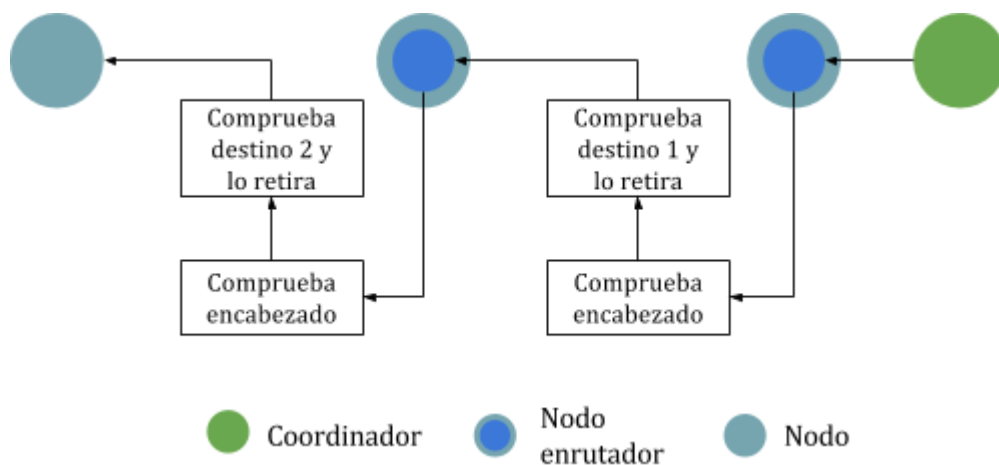 Comprueba
destino 2 y
lo retira
Comprueba
destino 1 y
lo retira
Comprueba
encabezado
Comprueba
encabezado
Coordinador
Nodo
enrutador
Nodo